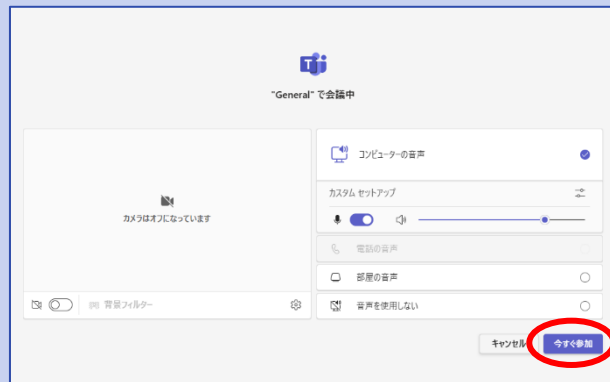 "General" で会議中
コンピューターの音声
カスタム セットアップ
カメラはオフになっています
電話の音声
部屋の音声
背景フィルター
音声を使用しない
キャンセル
今すぐ参加